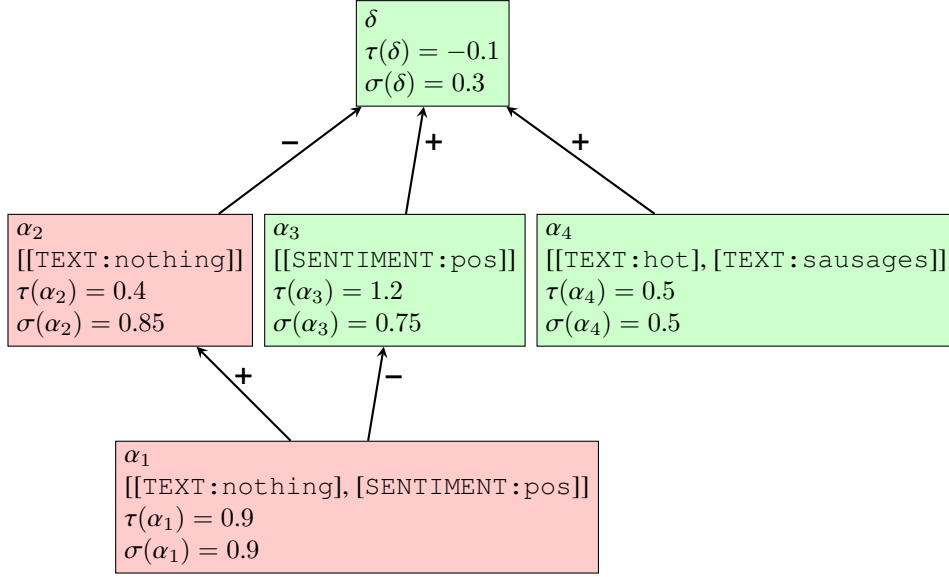 δ
τ(δ) = −0.1
σ(δ) = 0.3
−
+
+
α₂
[[TEXT:nothing]]
τ(α₂) = 0.4
σ(α₂) = 0.85
α₃
[[SENTIMENT:pos]]
τ(α₃) = 1.2
σ(α₃) = 0.75
α₄
[[TEXT:hot], [TEXT:sausages]]
τ(α₄) = 0.5
σ(α₄) = 0.5
+
−
α₁
[[TEXT:nothing], [SENTIMENT:pos]]
τ(α₁) = 0.9
σ(α₁) = 0.9